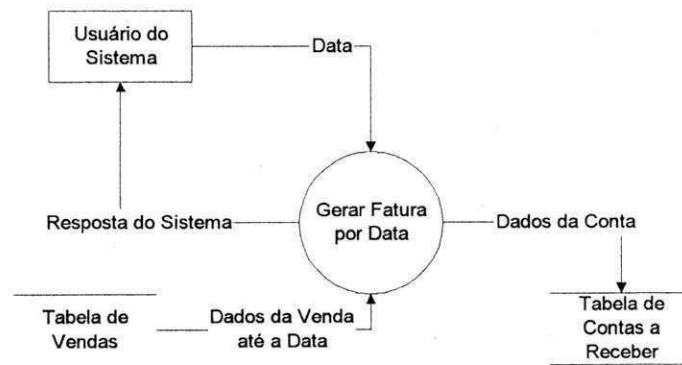 Usuário do
Sistema
Data
Gerar Fatura
por Data
Resposta do Sistema
Dados da Conta
Tabela de
Vendas
Dados da Venda
até a Data
Tabela de
Contas a
Receber